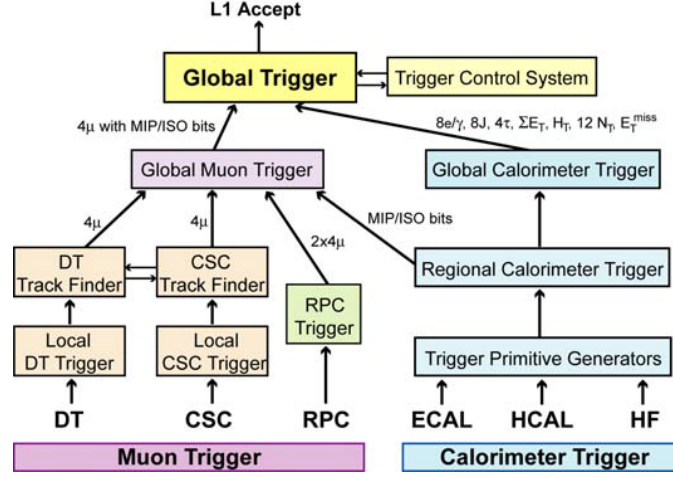 L1 Accept
Global Trigger
Trigger Control System
4μ with MIP/ISO bits
8e/γ, 8J, 4τ, ΣE_T, H_T, 12 N_T, E_T^miss
Global Muon Trigger
Global Calorimeter Trigger
4μ
4μ
2x4μ
MIP/ISO bits
DT
Track Finder
CSC
Track Finder
Regional Calorimeter Trigger
RPC
Trigger
Local
DT Trigger
Local
CSC Trigger
Trigger Primitive Generators
DT
CSC
RPC
ECAL
HCAL
HF
Muon Trigger
Calorimeter Trigger